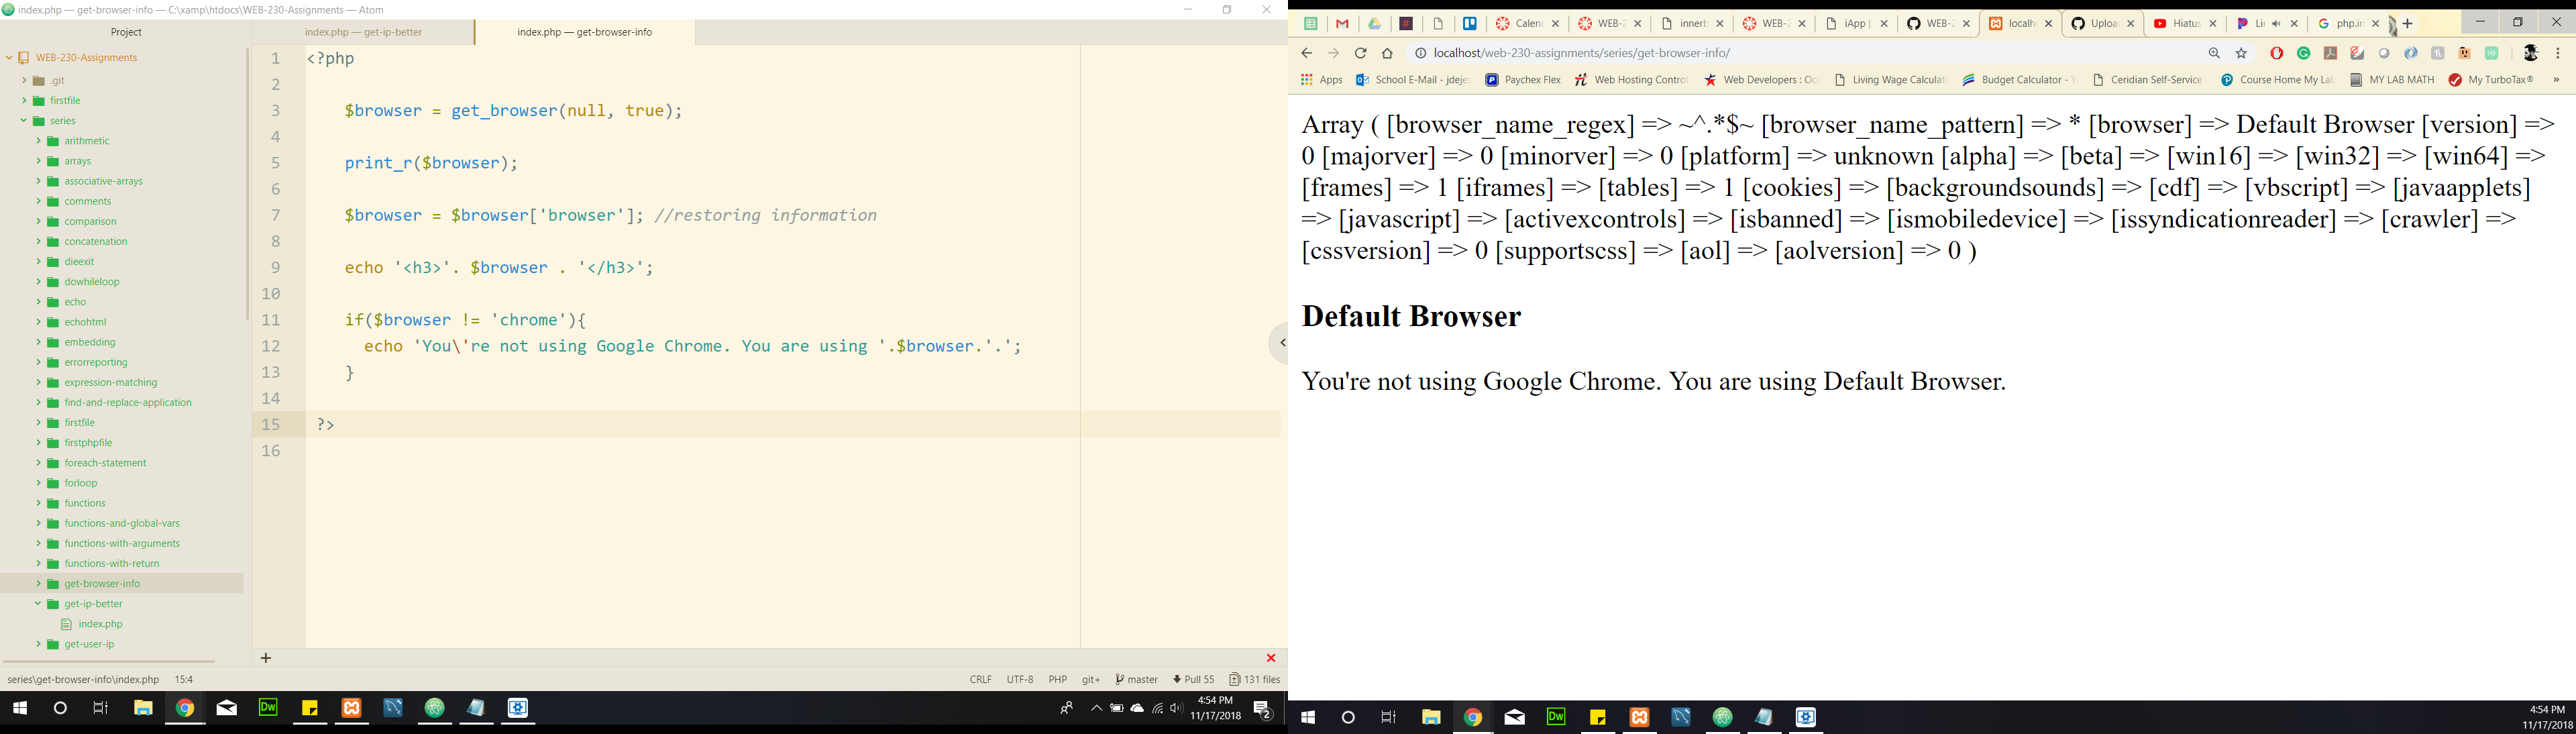 index.php — get-browser-info — C:\xamp\htdocs\WEB-230-Assignments — Atom
Project
WEB-230-Assignments
.git
firstfile
series
arithmetic
arrays
associative-arrays
comments
comparison
concatenation
dieexit
dowhileloop
echo
echohtml
embedding
errorreporting
expression-matching
find-and-replace-application
firstfile
firstphpfile
foreach-statement
forloop
functions
functions-and-global-vars
functions-with-arguments
functions-with-return
get-browser-info
get-ip-better
index.php
get-user-ip
index.php — get-ip-better
index.php — get-browser-info
1 <?php
2
3 $browser = get_browser(null, true);
4
5 print_r($browser);
6
7 $browser = $browser['browser']; //restoring information
8
9 echo '<h3>'. $browser . '</h3>';
10
11 if($browser != 'chrome'){
12 echo 'You\'re not using Google Chrome. You are using '.$browser.'.';
13 }
14
15 ?>
16
series\get-browser-info\index.php 15:4
CRLF UTF-8 PHP git+ master Pull 55 131 files
Dw
4:54 PM
11/17/2018
2
Calen WEB-2 innerb WEB-2 iApp | WEB-2 localh Uploa Hiatus Lir php.in
localhost/web-230-assignments/series/get-browser-info/
Apps School E-Mail - jdeje Paychex Flex Web Hosting Control Web Developers : Oc Living Wage Calculat Budget Calculator - Y Ceridian Self-Service Course Home My Lab MY LAB MATH My TurboTax® »
Array ( [browser_name_regex] => ~^.*$~ [browser_name_pattern] => * [browser] => Default Browser [version] =>
0 [majorver] => 0 [minorver] => 0 [platform] => unknown [alpha] => [beta] => [win16] => [win32] => [win64] =>
[frames] => 1 [iframes] => [tables] => 1 [cookies] => [backgroundsounds] => [cdf] => [vbscript] => [javaapplets]
=> [javascript] => [activexcontrols] => [isbanned] => [ismobiledevice] => [issyndicationreader] => [crawler] =>
[cssversion] => 0 [supportscss] => [aol] => [aolversion] => 0 )
Default Browser
You're not using Google Chrome. You are using Default Browser.
Dw
4:54 PM
11/17/2018